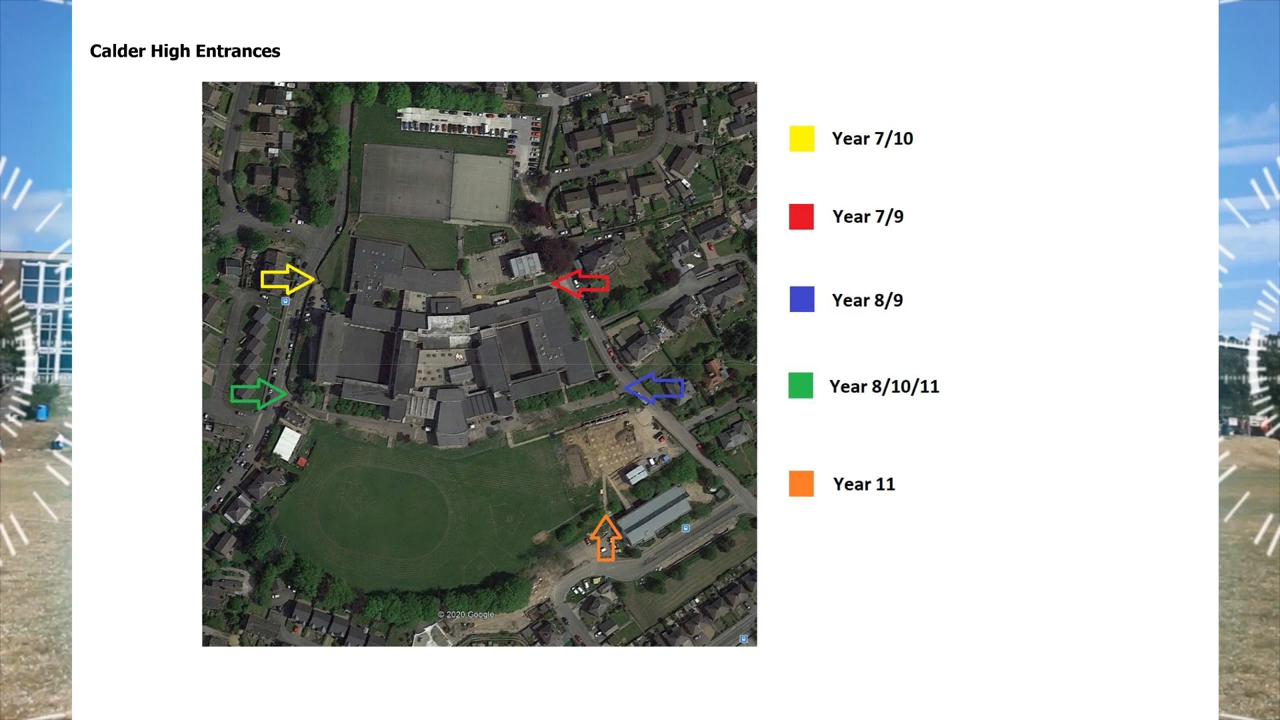 Calder High Entrances
Year 7/10
Year 7/9
Year 8/9
Year 8/10/11
Year 11
© 2020 Google